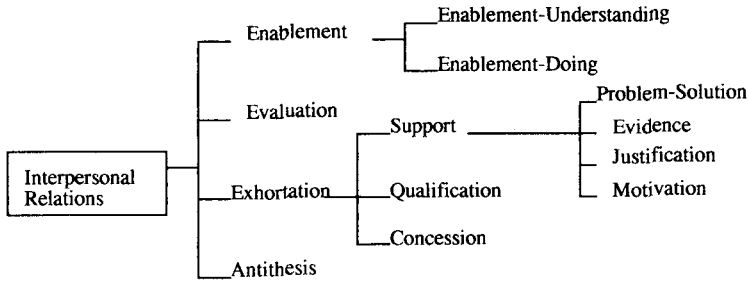 Enablement
Enablement-Understanding
Enablement-Doing
Evaluation
Problem-Solution
Support
Evidence
Justification
Motivation
Interpersonal
Relations
Exhortation
Qualification
Concession
Antithesis